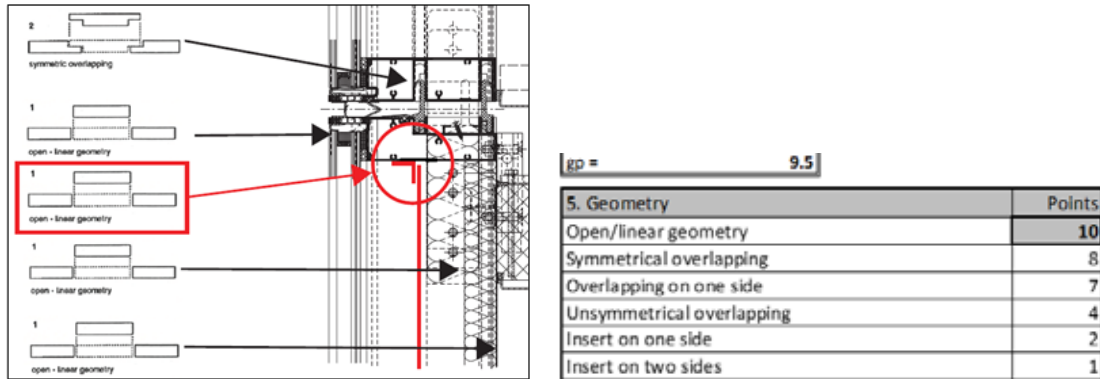 2
symmetric overlapping
1
open - linear geometry
1
open - linear geometry
1
open - linear geometry
1
open - linear geometry
gp = 9.5
5. Geometry Points
Open/linear geometry 10
Symmetrical overlapping 8
Overlapping on one side 7
Unsymmetrical overlapping 4
Insert on one side 2
Insert on two sides 1